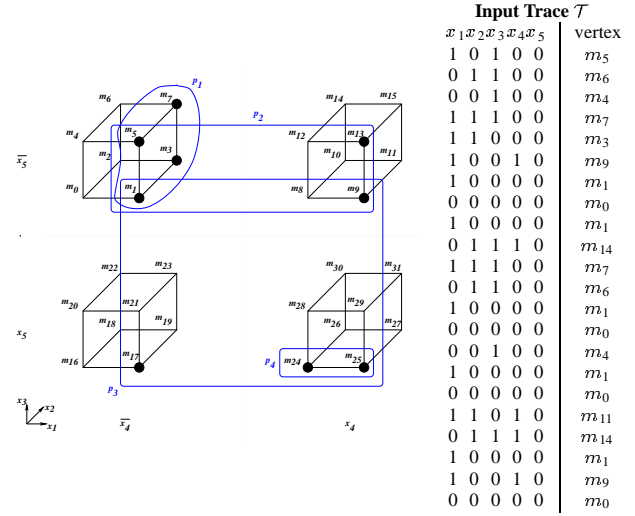 p1
m6 m7 m14 m15
p2
m4 m5 m12 m13
m2 m3 m10 m11
x̅5
m0 m1 m8 m9
m22 m23 m30 m31
m20 m21 m28 m29
m18 m19 m26 m27
x5
m16 m17 p4 m24 m25
p3
x3 x2 x1
x̅4 x4
Input Trace 𝒯
x1 x2 x3 x4 x5 vertex
1 0 1 0 0 m5
0 1 1 0 0 m6
0 0 1 0 0 m4
1 1 1 0 0 m7
1 1 0 0 0 m3
1 0 0 1 0 m9
1 0 0 0 0 m1
0 0 0 0 0 m0
1 0 0 0 0 m1
0 1 1 1 0 m14
1 1 1 0 0 m7
0 1 1 0 0 m6
1 0 0 0 0 m1
0 0 0 0 0 m0
0 0 1 0 0 m4
1 0 0 0 0 m1
0 0 0 0 0 m0
1 1 0 1 0 m11
0 1 1 1 0 m14
1 0 0 0 0 m1
1 0 0 1 0 m9
0 0 0 0 0 m0